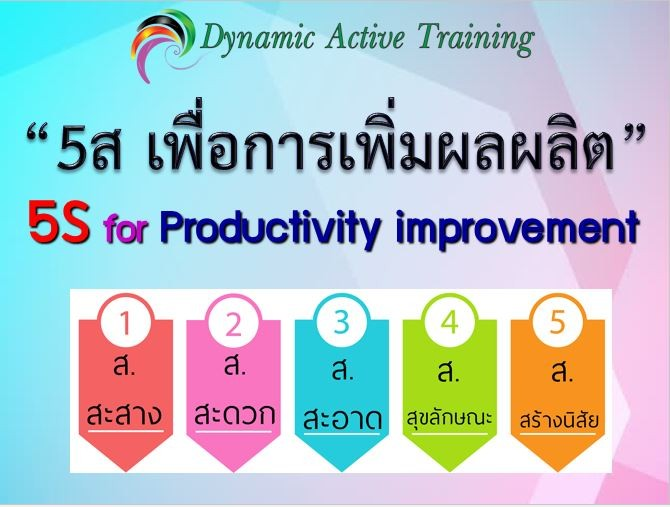 Dynamic Active Training
“5ส เพื่อการเพิ่มผลผลิต”
5S for Productivity improvement
1
ส.
สะสาง
2
ส.
สะดวก
3
ส.
สะอาด
4
ส.
สุขลักษณะ
5
ส.
สร้างนิสัย